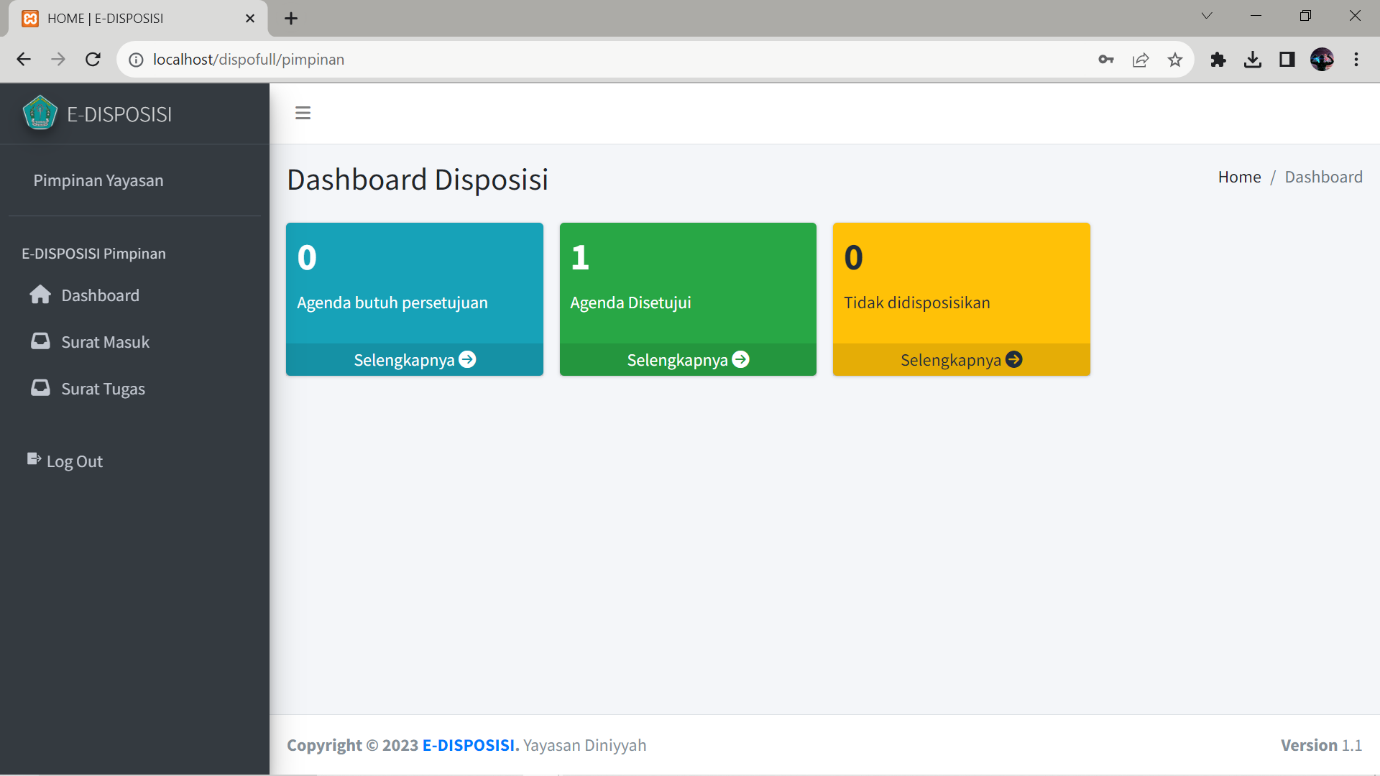 HOME | E-DISPOSISI
localhost/dispofull/pimpinan
E-DISPOSISI
Pimpinan Yayasan
E-DISPOSISI Pimpinan
Dashboard
Surat Masuk
Surat Tugas
Log Out
Dashboard Disposisi
Home / Dashboard
0
Agenda butuh persetujuan
Selengkapnya
1
Agenda Disetujui
Selengkapnya
0
Tidak didisposisikan
Selengkapnya
Copyright © 2023 E-DISPOSISI. Yayasan Diniyyah
Version 1.1